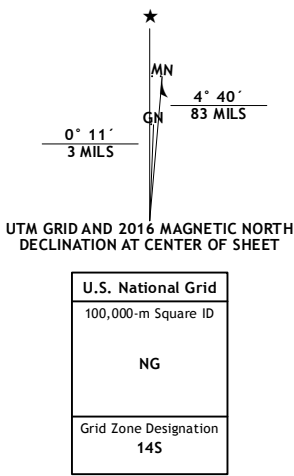 ★
MN
4° 40´
83 MILS
GN
0° 11´
3 MILS
UTM GRID AND 2016 MAGNETIC NORTH
DECLINATION AT CENTER OF SHEET
U.S. National Grid
100,000-m Square ID
NG
Grid Zone Designation
14S